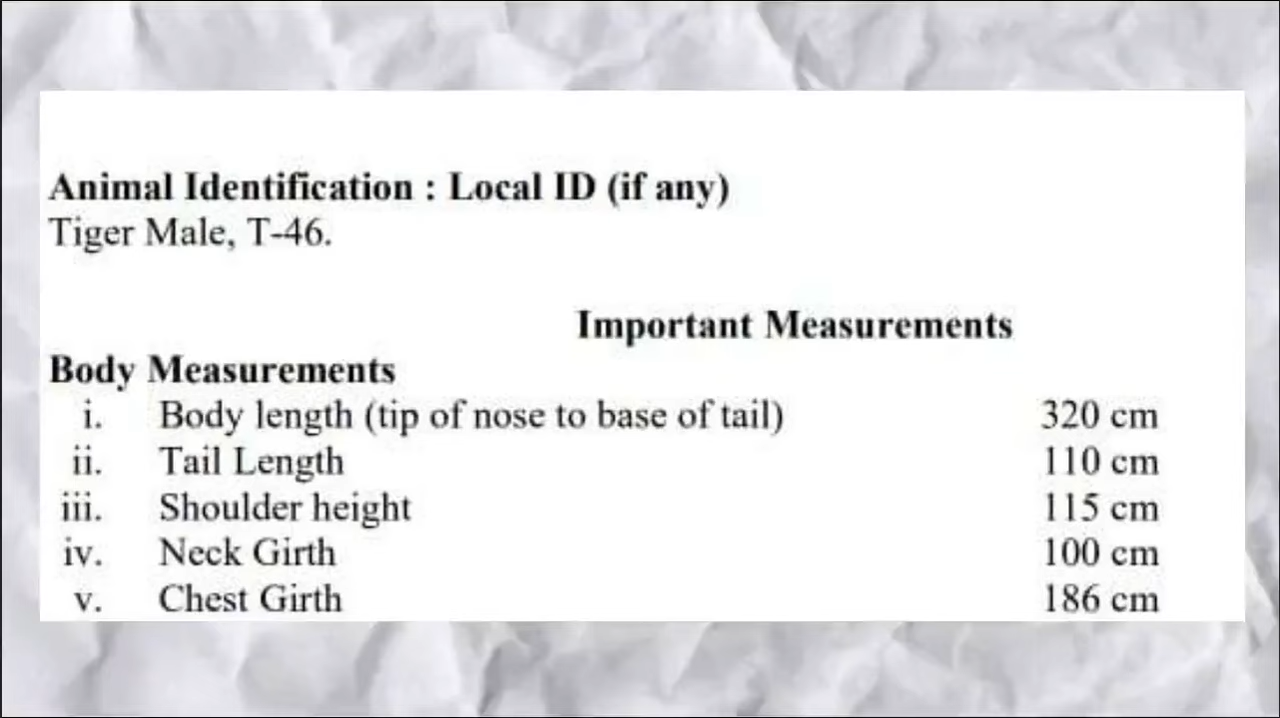 Animal Identification : Local ID (if any)
Tiger Male, T-46.
Important Measurements
Body Measurements
i. Body length (tip of nose to base of tail) 320 cm
ii. Tail Length 110 cm
iii. Shoulder height 115 cm
iv. Neck Girth 100 cm
v. Chest Girth 186 cm